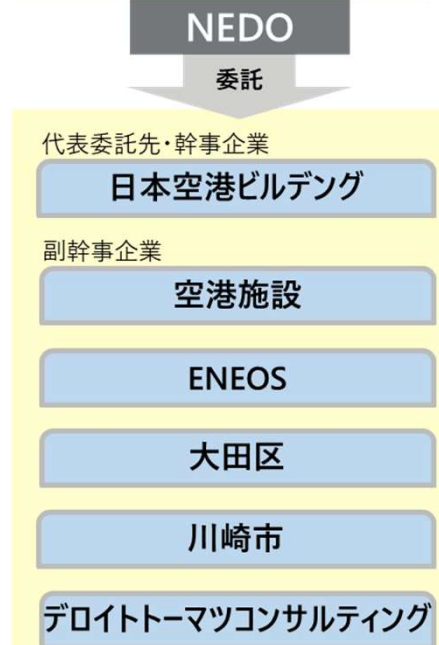 NEDO
委託
代表委託先・幹事企業
日本空港ビルデング
副幹事企業
空港施設
ENEOS
大田区
川崎市
デロイトトーマツコンサルティング